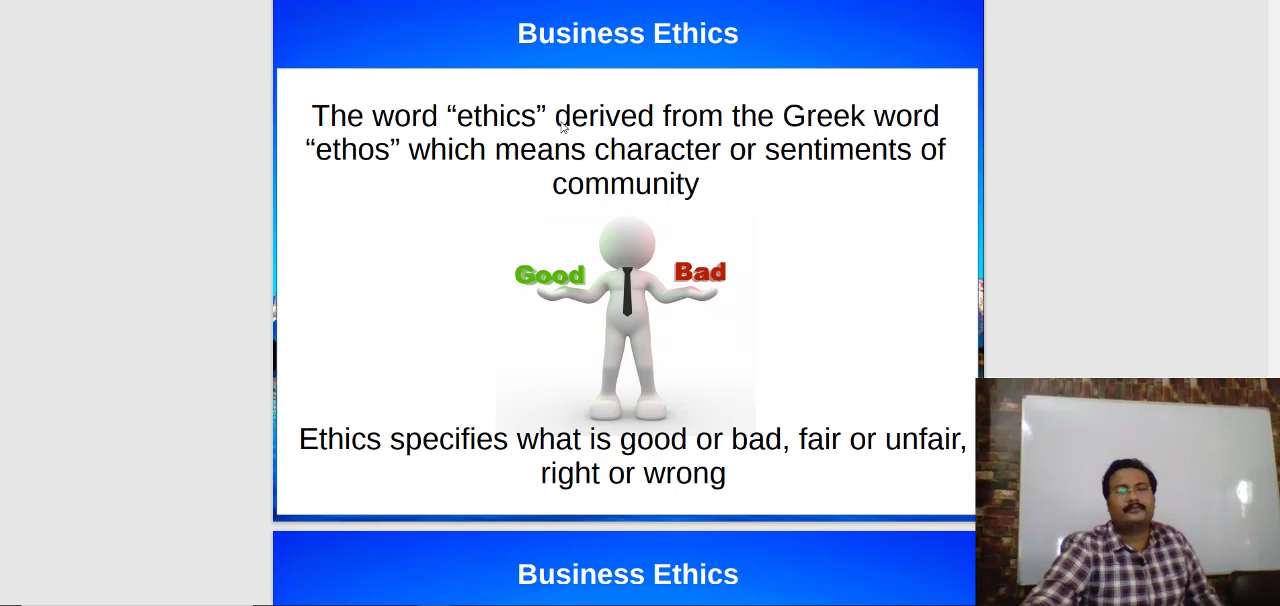 Business Ethics
The word “ethics” derived from the Greek word
“ethos” which means character or sentiments of
community
Good Bad
Ethics specifies what is good or bad, fair or unfair,
right or wrong
Business Ethics